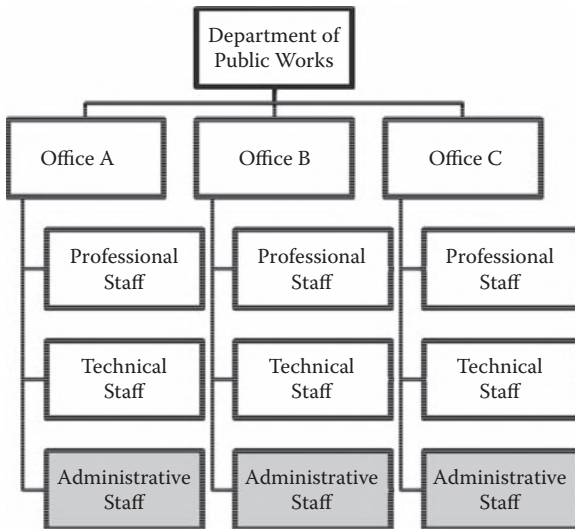 Department of
Public Works
Office A
Office B
Office C
Professional
Staff
Professional
Staff
Professional
Staff
Technical
Staff
Technical
Staff
Technical
Staff
Administrative
Staff
Administrative
Staff
Administrative
Staff